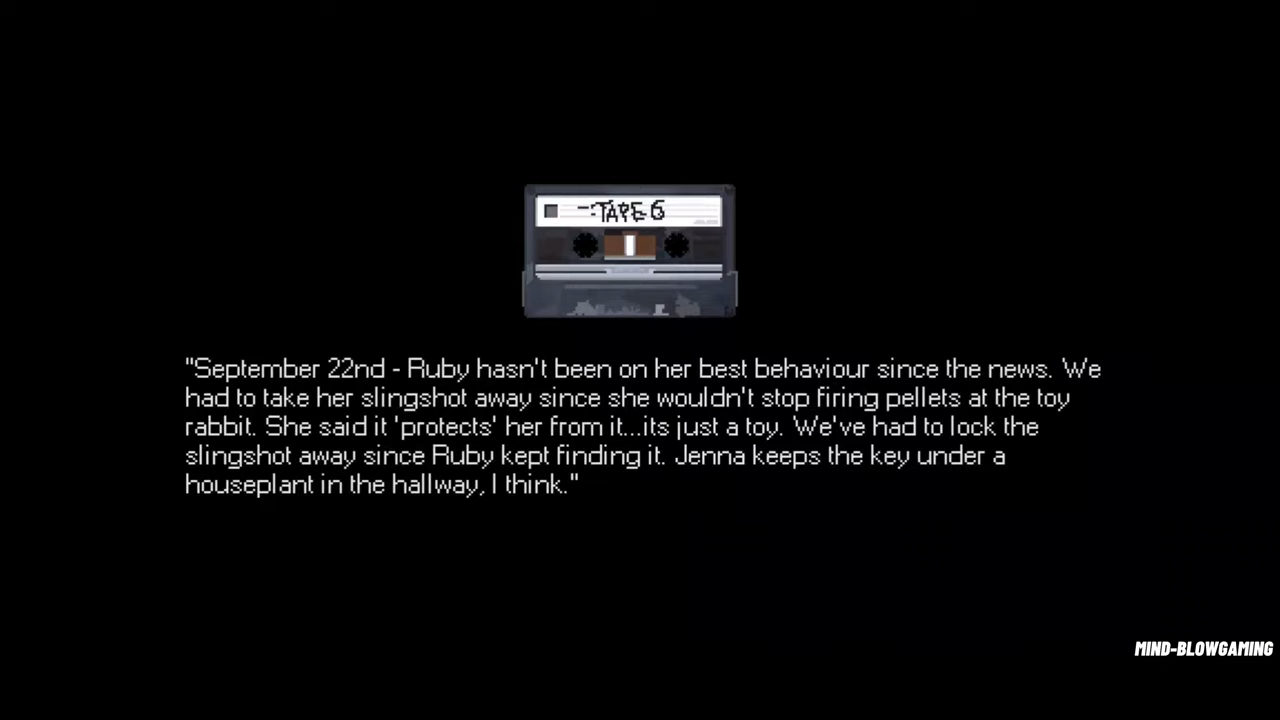 -:TAPE 6
"September 22nd - Ruby hasn't been on her best behaviour since the news. We
had to take her slingshot away since she wouldn't stop firing pellets at the toy
rabbit. She said it 'protects' her from it...its just a toy. We've had to lock the
slingshot away since Ruby kept finding it. Jenna keeps the key under a
houseplant in the hallway, I think."
MIND-BLOWGAMING